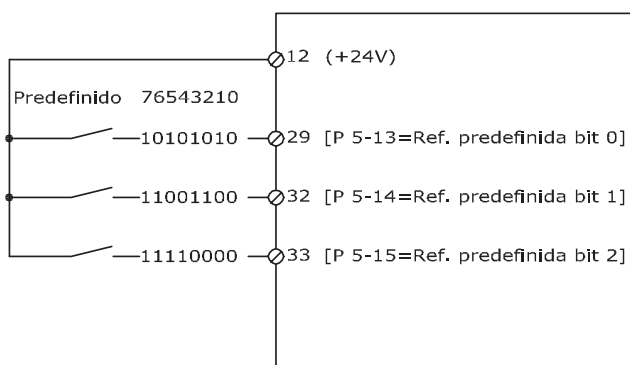 12 (+24V)
Predefinido 76543210
10101010 29 [P 5-13=Ref. predefinida bit 0]
11001100 32 [P 5-14=Ref. predefinida bit 1]
11110000 33 [P 5-15=Ref. predefinida bit 2]